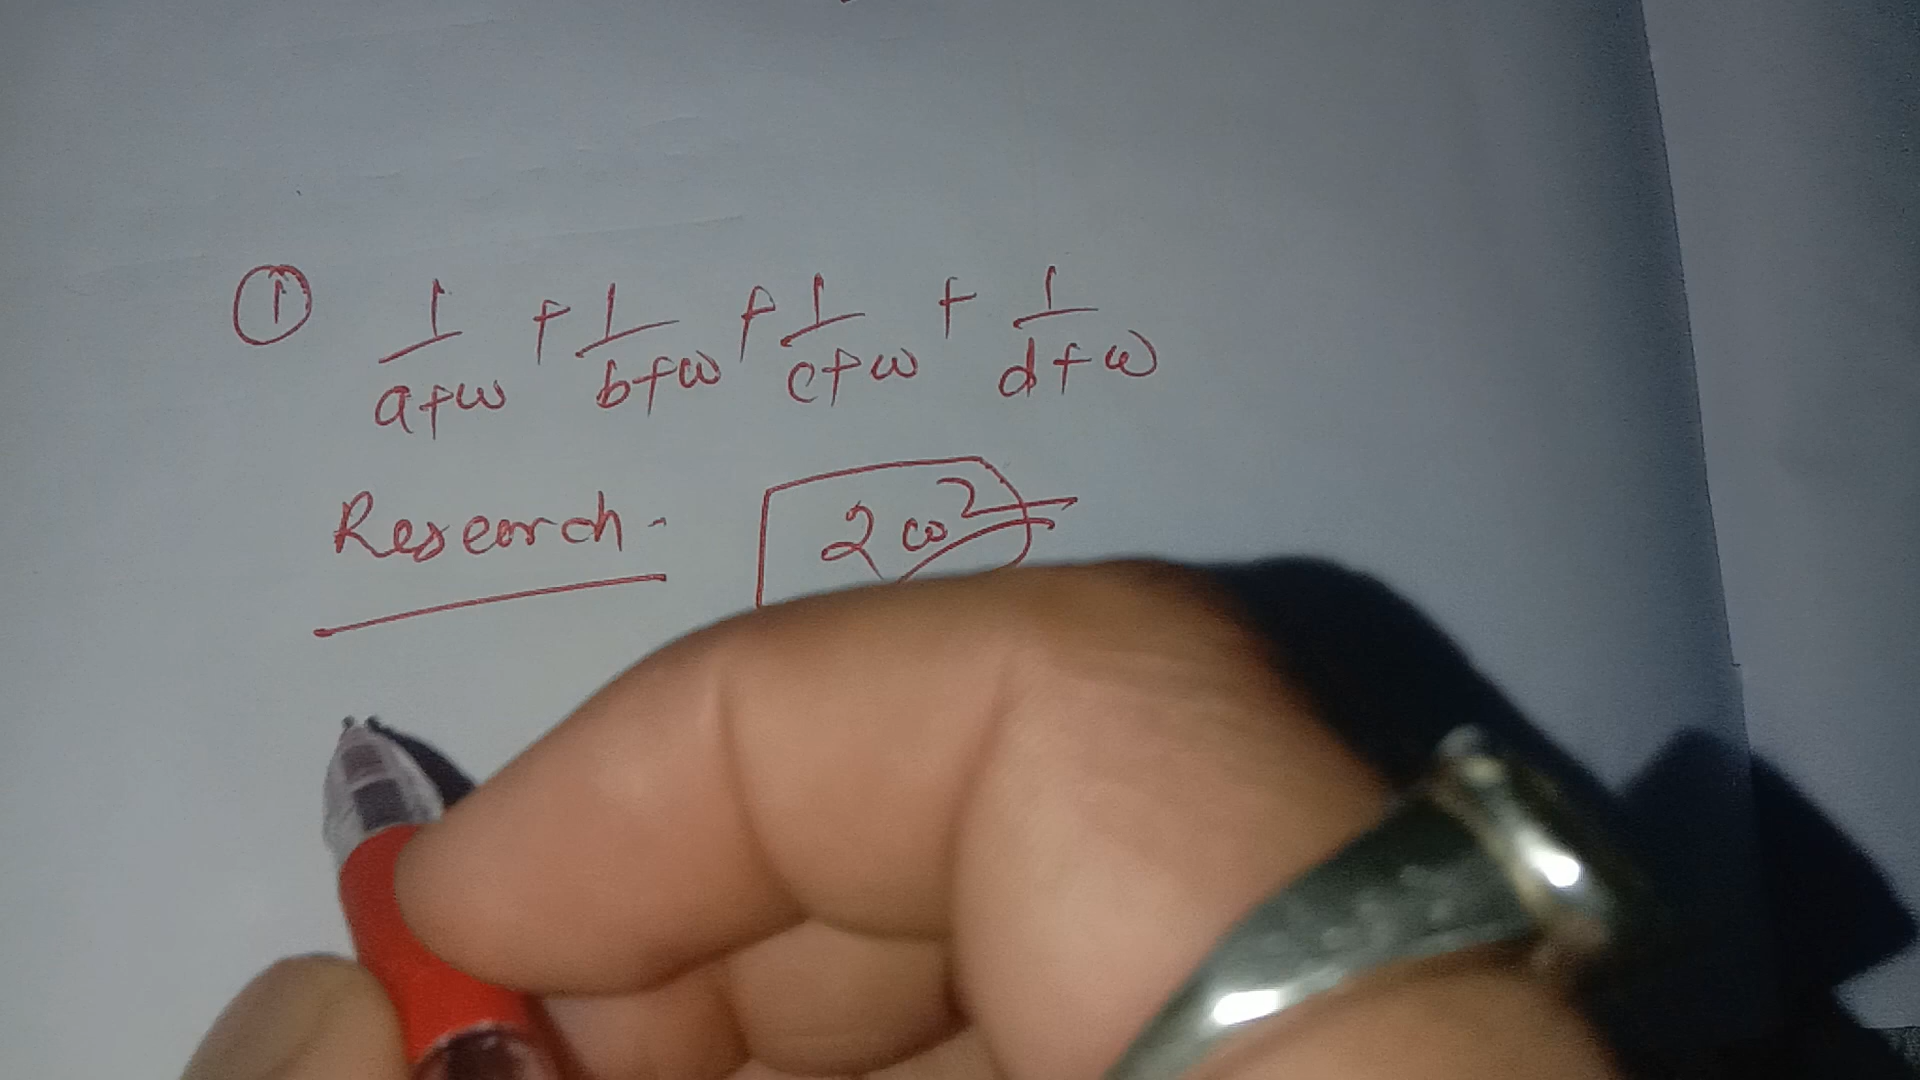 ① 1/(a+ω) + 1/(b+ω) + 1/(c+ω) + 1/(d+ω)
Research - 2ω²